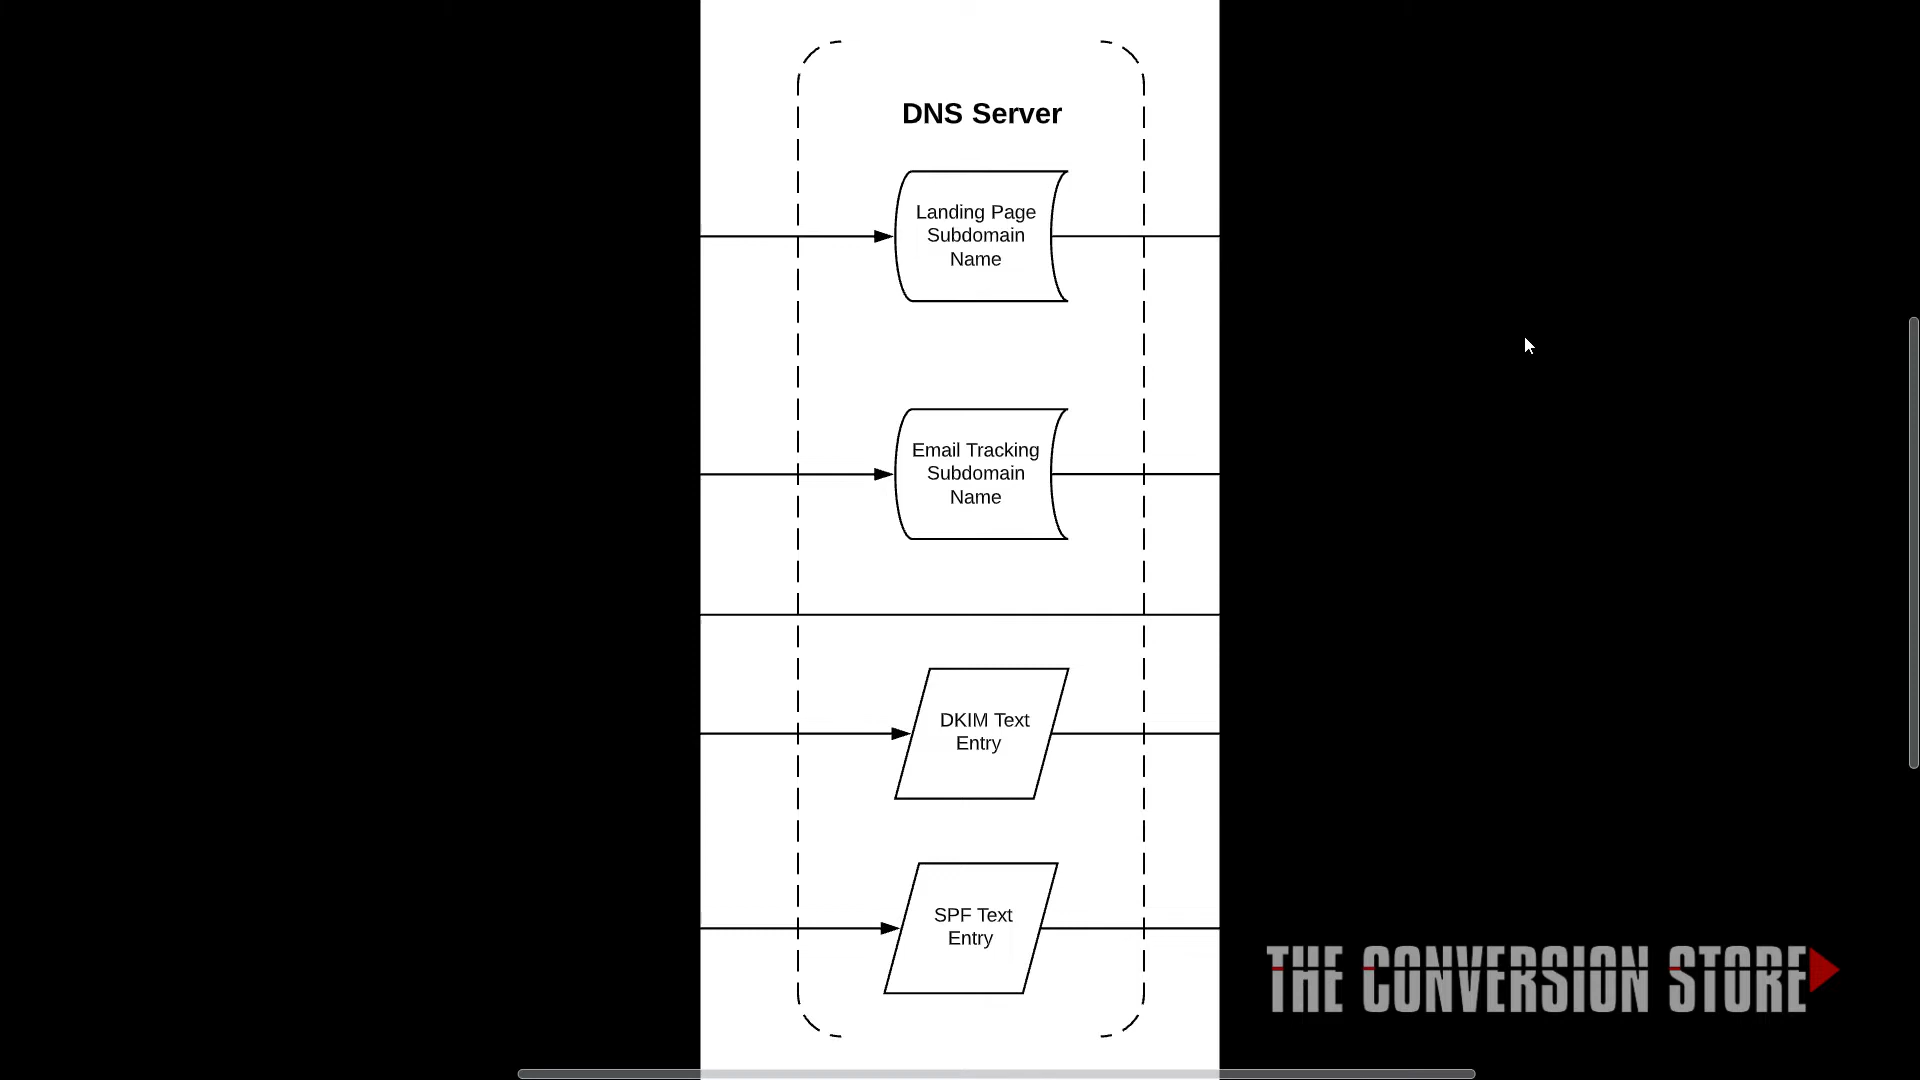 DNS Server
Landing Page
Subdomain
Name
Email Tracking
Subdomain
Name
DKIM Text
Entry
SPF Text
Entry
THE CONVERSION STORE